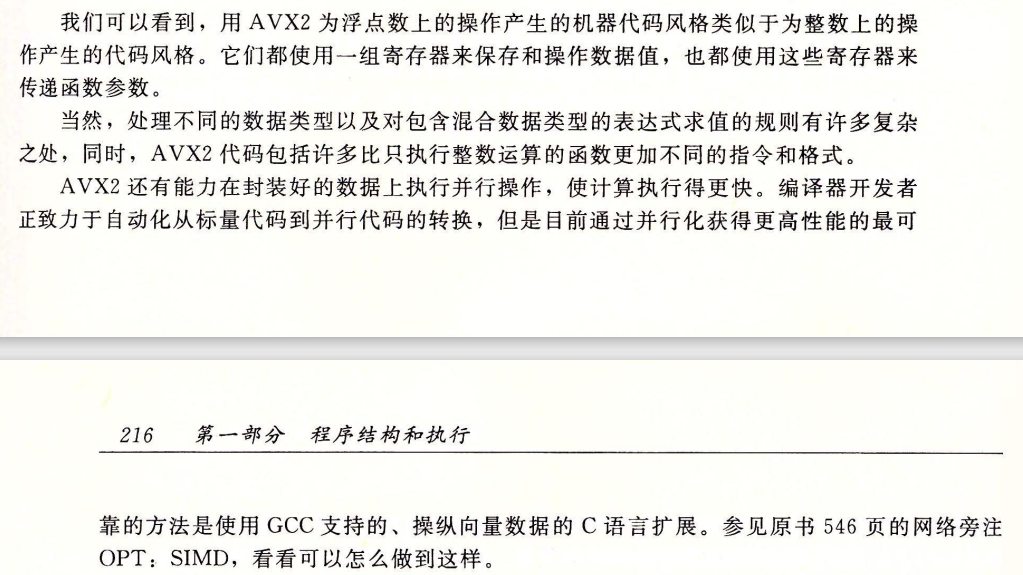 我们可以看到，用 AVX2 为浮点数上的操作产生的机器代码风格类似于为整数上的操
作产生的代码风格。它们都使用一组寄存器来保存和操作数据值，也都使用这些寄存器来
传递函数参数。
当然，处理不同的数据类型以及对包含混合数据类型的表达式求值的规则有许多复杂
之处，同时，AVX2 代码包括许多比只执行整数运算的函数更加不同的指令和格式。
AVX2 还有能力在封装好的数据上执行并行操作，使计算执行得更快。编译器开发者
正致力于自动化从标量代码到并行代码的转换，但是目前通过并行化获得更高性能的最可
216 第一部分 程序结构和执行
靠的方法是使用 GCC 支持的、操纵向量数据的 C 语言扩展。参见原书 546 页的网络旁注
OPT：SIMD，看看可以怎么做到这样。